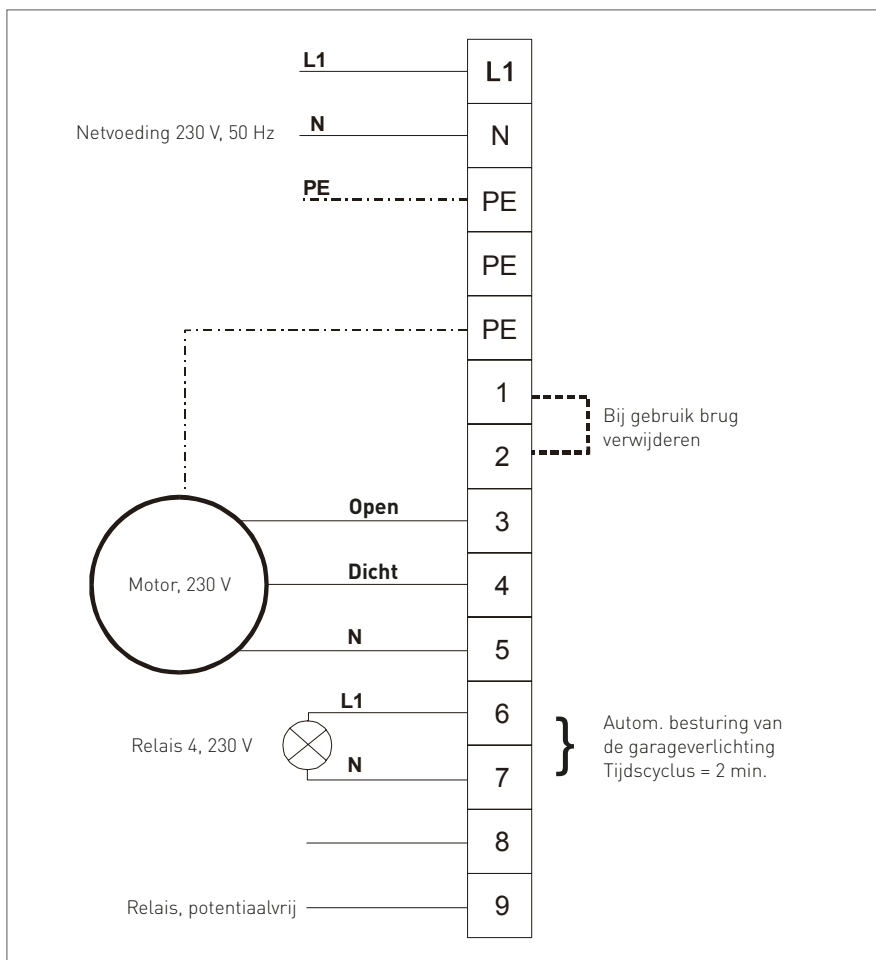 L1
L1
Netvoeding 230 V, 50 Hz
N
N
PE
PE
PE
PE
1
Bij gebruik brug
verwijderen
2
Open
3
Motor, 230 V
Dicht
4
N
5
L1
6
Relais 4, 230 V
Autom. besturing van
de garageverlichting
Tijdscyclus = 2 min.
N
7
8
Relais, potentiaalvrij
9